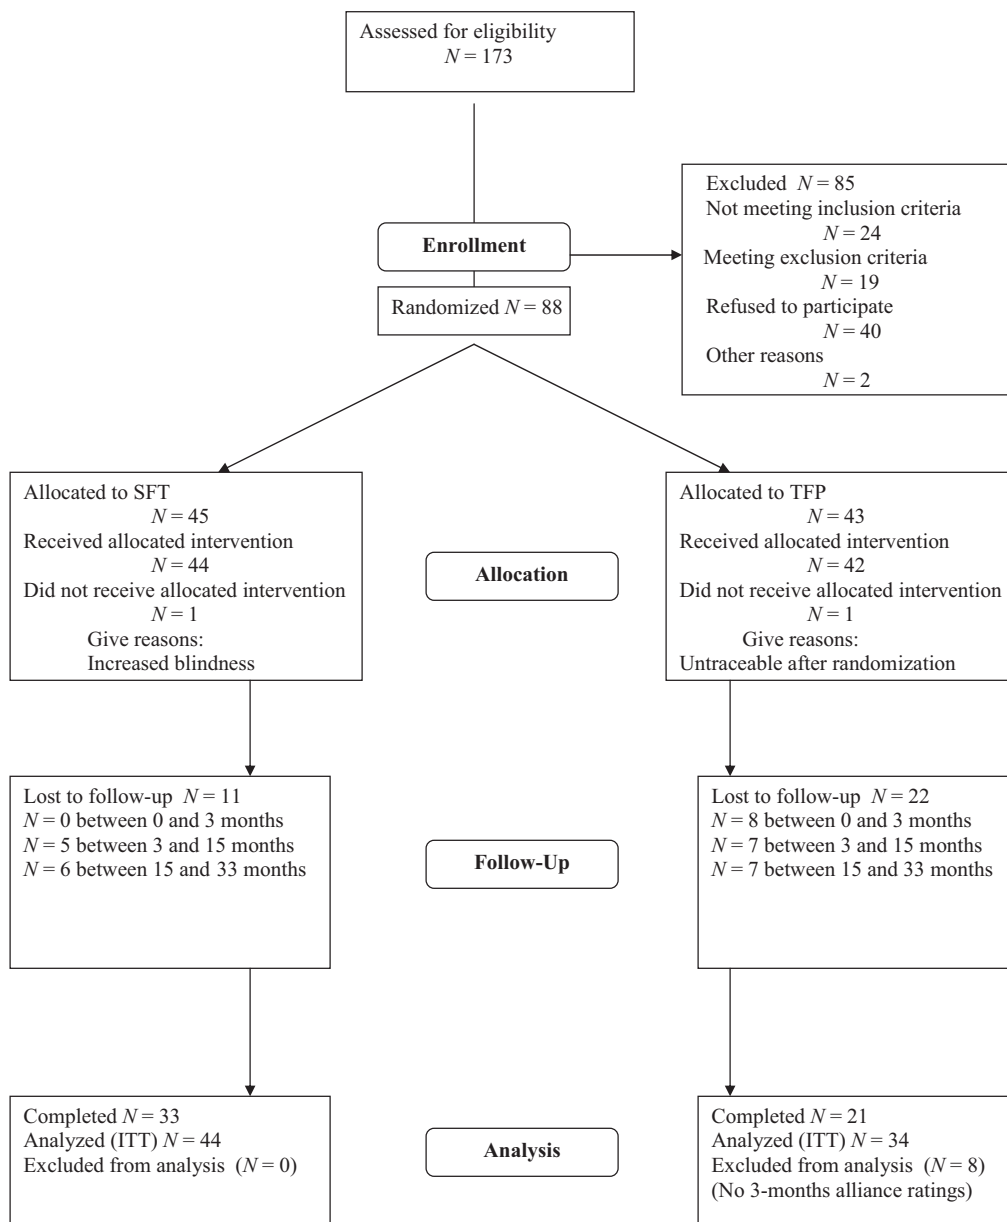 Assessed for eligibility
N = 173
Excluded N = 85
Not meeting inclusion criteria
N = 24
Meeting exclusion criteria
N = 19
Refused to participate
N = 40
Other reasons
N = 2
Enrollment
Randomized N = 88
Allocated to SFT
N = 45
Received allocated intervention
N = 44
Did not receive allocated intervention
N = 1
Give reasons:
Increased blindness
Allocation
Allocated to TFP
N = 43
Received allocated intervention
N = 42
Did not receive allocated intervention
N = 1
Give reasons:
Untraceable after randomization
Lost to follow-up N = 11
N = 0 between 0 and 3 months
N = 5 between 3 and 15 months
N = 6 between 15 and 33 months
Follow-Up
Lost to follow-up N = 22
N = 8 between 0 and 3 months
N = 7 between 3 and 15 months
N = 7 between 15 and 33 months
Completed N = 33
Analyzed (ITT) N = 44
Excluded from analysis (N = 0)
Analysis
Completed N = 21
Analyzed (ITT) N = 34
Excluded from analysis (N = 8)
(No 3-months alliance ratings)